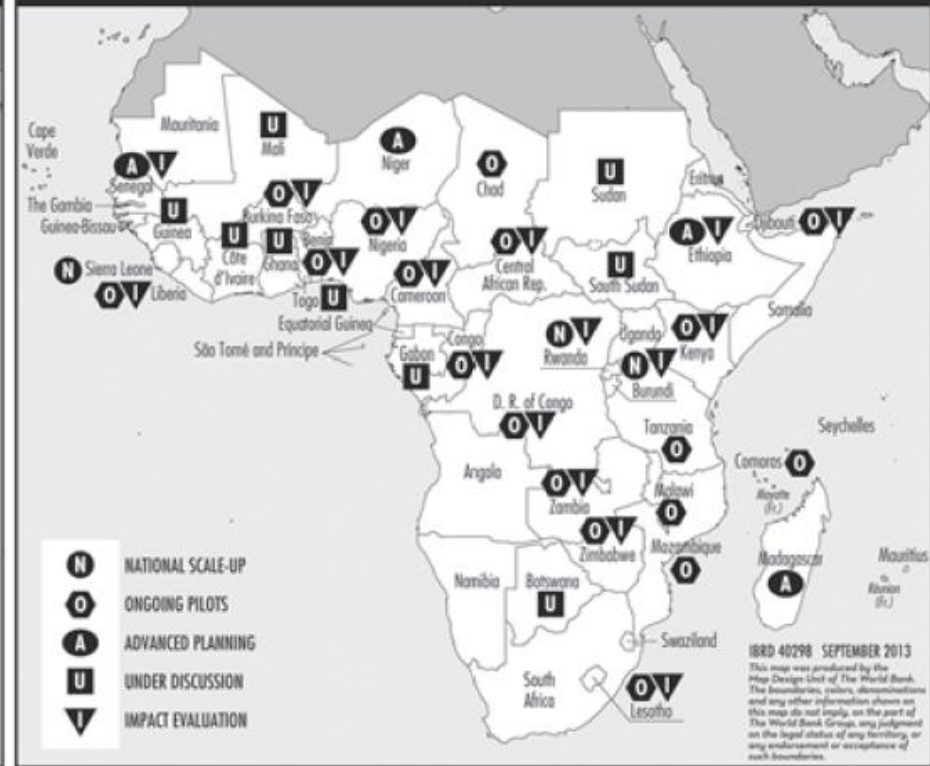 Cape
Verde
Mauritania
U
Mali
A
Niger
O
Chad
U
Sudan
Eritrea
A I
Senegal
The Gambia
Guinea-Bissau
U
Guinea
O I
Burkina Faso
U
Côte
d'Ivoire
U
Ghana
Benin
O I
O I
Nigeria
O I
Central
African Rep.
U
South Sudan
A I
Ethiopia
Djibouti
O I
N
Sierra Leone
O I
Liberia
Togo
U
O I
Cameroon
Equatorial Guinea
São Tomé and Príncipe
Gabon
U
Congo
O I
N I
Rwanda
Uganda
O I
Kenya
Somalia
N I
Burundi
D. R. of Congo
O I
Tanzania
O
Seychelles
Comoros
O
Mayotte
(Fr.)
Angola
O I
Zambia
Malawi
O
O I
Zimbabwe
Mozambique
O
Madagascar
A
Mauritius
Réunion
(Fr.)
Namibia
Botswana
U
Swaziland
South
Africa
O I
Lesotho
N NATIONAL SCALE-UP
O ONGOING PILOTS
A ADVANCED PLANNING
U UNDER DISCUSSION
I IMPACT EVALUATION
IBRD 40298 SEPTEMBER 2013
This map was produced by the
Map Design Unit of The World Bank.
The boundaries, colors, denominations
and any other information shown on
this map do not imply, on the part of
The World Bank Group, any judgment
on the legal status of any territory, or
any endorsement or acceptance of
such boundaries.